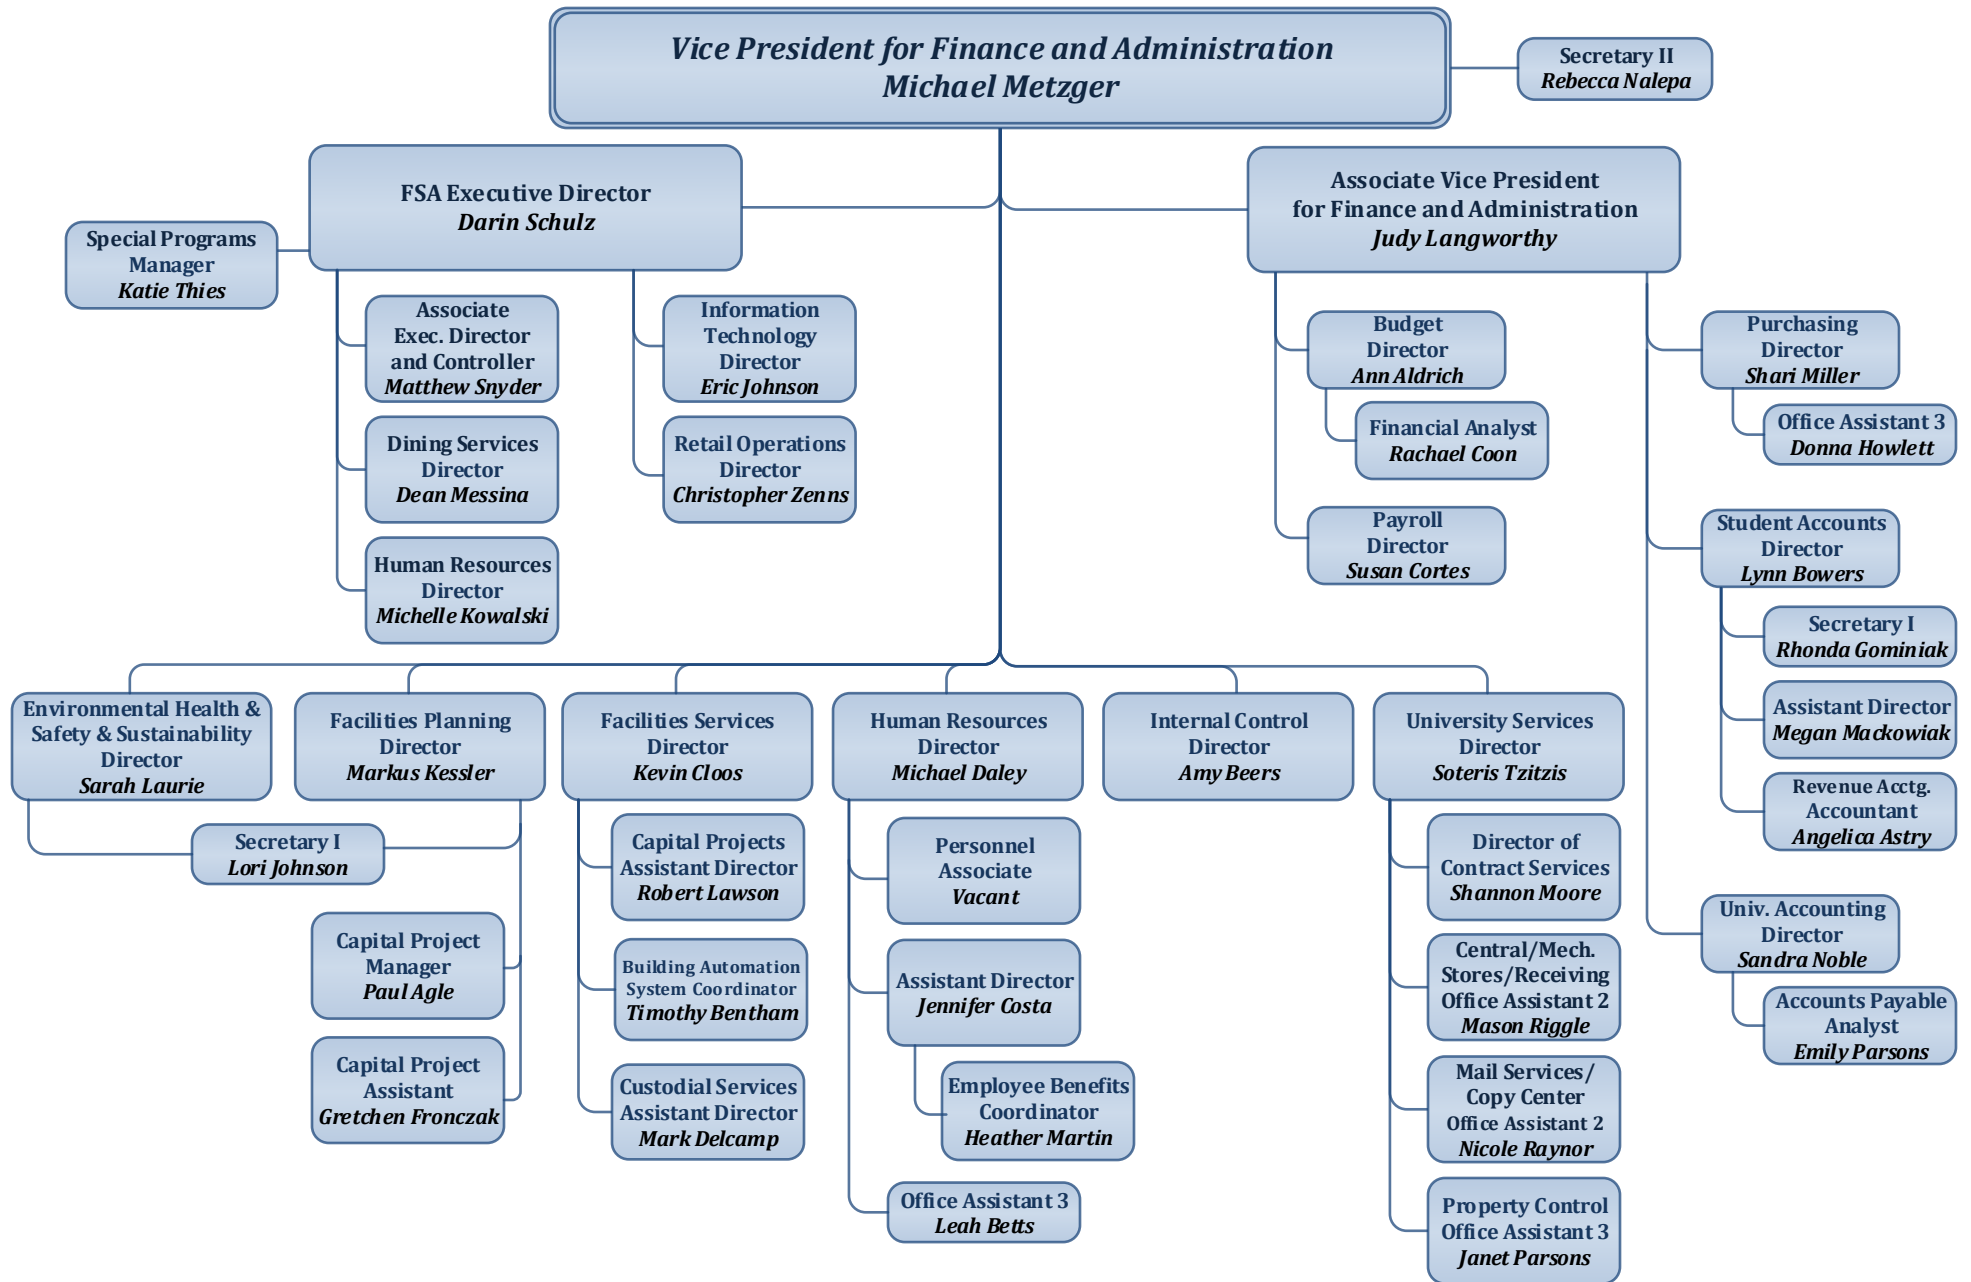 Vice President for Finance and Administration
Michael Metzger
Secretary II
Rebecca Nalepa
FSA Executive Director
Darin Schulz
Associate Vice President
for Finance and Administration
Judy Langworthy
Special Programs
Manager
Katie Thies
Associate
Exec. Director
and Controller
Matthew Snyder
Information
Technology
Director
Eric Johnson
Dining Services
Director
Dean Messina
Retail Operations
Director
Christopher Zenns
Human Resources
Director
Michelle Kowalski
Budget
Director
Ann Aldrich
Financial Analyst
Rachael Coon
Payroll
Director
Susan Cortes
Purchasing
Director
Shari Miller
Office Assistant 3
Donna Howlett
Student Accounts
Director
Lynn Bowers
Secretary I
Rhonda Gominiak
Assistant Director
Megan Mackowiak
Revenue Acctg.
Accountant
Angelica Astry
Univ. Accounting
Director
Sandra Noble
Accounts Payable
Analyst
Emily Parsons
Environmental Health &
Safety & Sustainability
Director
Sarah Laurie
Facilities Planning
Director
Markus Kessler
Secretary I
Lori Johnson
Capital Project
Manager
Paul Agle
Capital Project
Assistant
Gretchen Fronczak
Facilities Services
Director
Kevin Cloos
Capital Projects
Assistant Director
Robert Lawson
Building Automation
System Coordinator
Timothy Bentham
Custodial Services
Assistant Director
Mark Delcamp
Human Resources
Director
Michael Daley
Personnel
Associate
Vacant
Assistant Director
Jennifer Costa
Employee Benefits
Coordinator
Heather Martin
Office Assistant 3
Leah Betts
Internal Control
Director
Amy Beers
University Services
Director
Soteris Tzitzis
Director of
Contract Services
Shannon Moore
Central/Mech.
Stores/Receiving
Office Assistant 2
Mason Riggle
Mail Services/
Copy Center
Office Assistant 2
Nicole Raynor
Property Control
Office Assistant 3
Janet Parsons